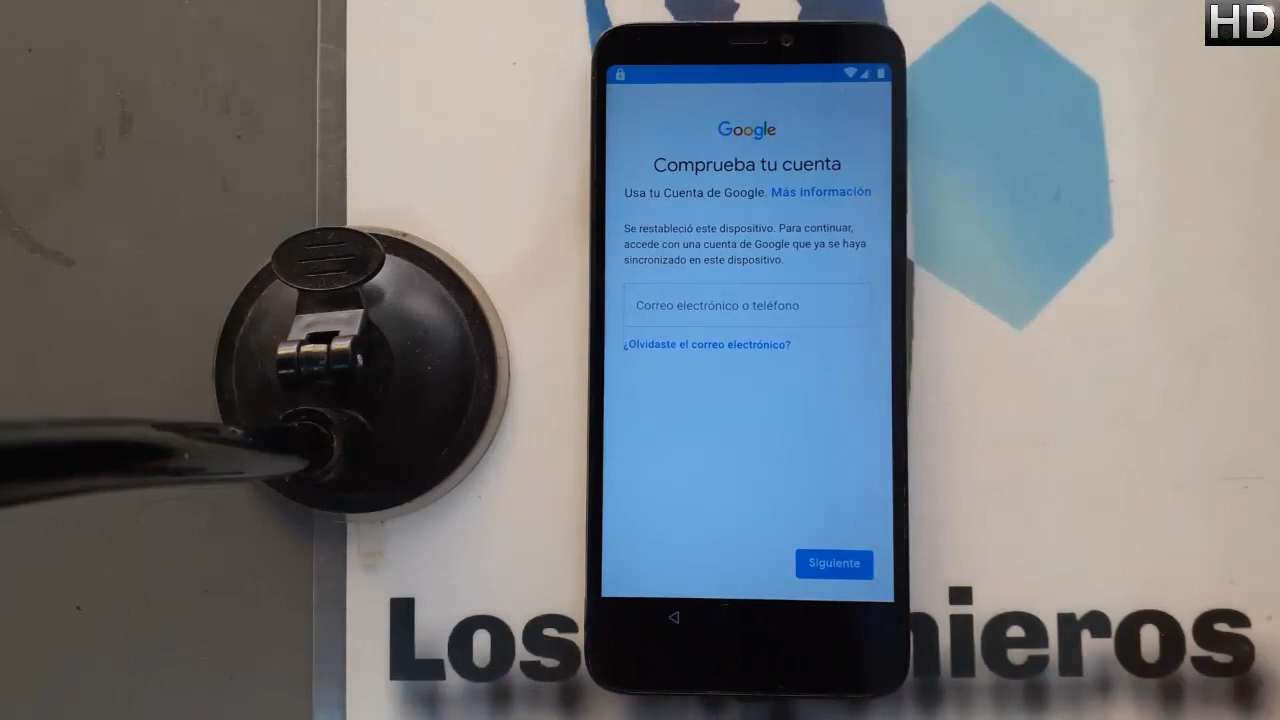 HD
Google
Comprueba tu cuenta
Usa tu Cuenta de Google. Más información
Se restableció este dispositivo. Para continuar,
accede con una cuenta de Google que ya se haya
sincronizado en este dispositivo.
Correo electrónico o teléfono
¿Olvidaste el correo electrónico?
Siguiente
Los nieros